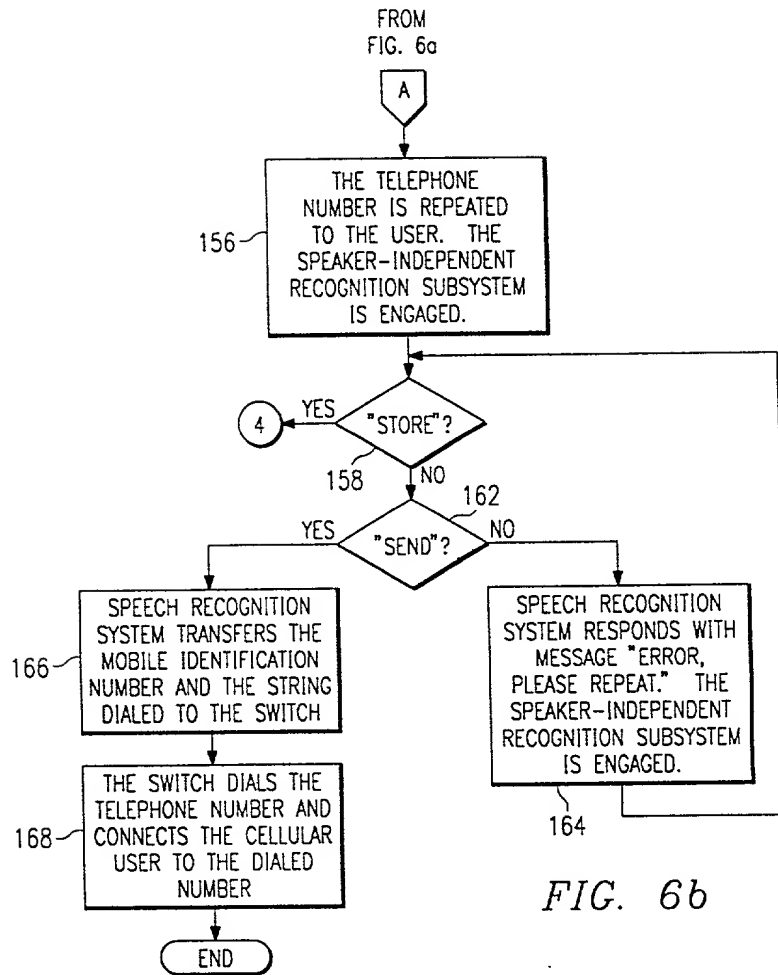 FROM
FIG. 6a
A
THE TELEPHONE
NUMBER IS REPEATED
TO THE USER. THE
SPEAKER-INDEPENDENT
RECOGNITION SUBSYSTEM
IS ENGAGED.
156
YES
4
"STORE"?
158
NO
162
YES
"SEND"?
NO
SPEECH RECOGNITION
SYSTEM TRANSFERS THE
MOBILE IDENTIFICATION
NUMBER AND THE STRING
DIALED TO THE SWITCH
166
SPEECH RECOGNITION
SYSTEM RESPONDS WITH
MESSAGE "ERROR,
PLEASE REPEAT." THE
SPEAKER-INDEPENDENT
RECOGNITION SUBSYSTEM
IS ENGAGED.
164
THE SWITCH DIALS THE
TELEPHONE NUMBER AND
CONNECTS THE CELLULAR
USER TO THE DIALED
NUMBER
168
FIG. 6b
END